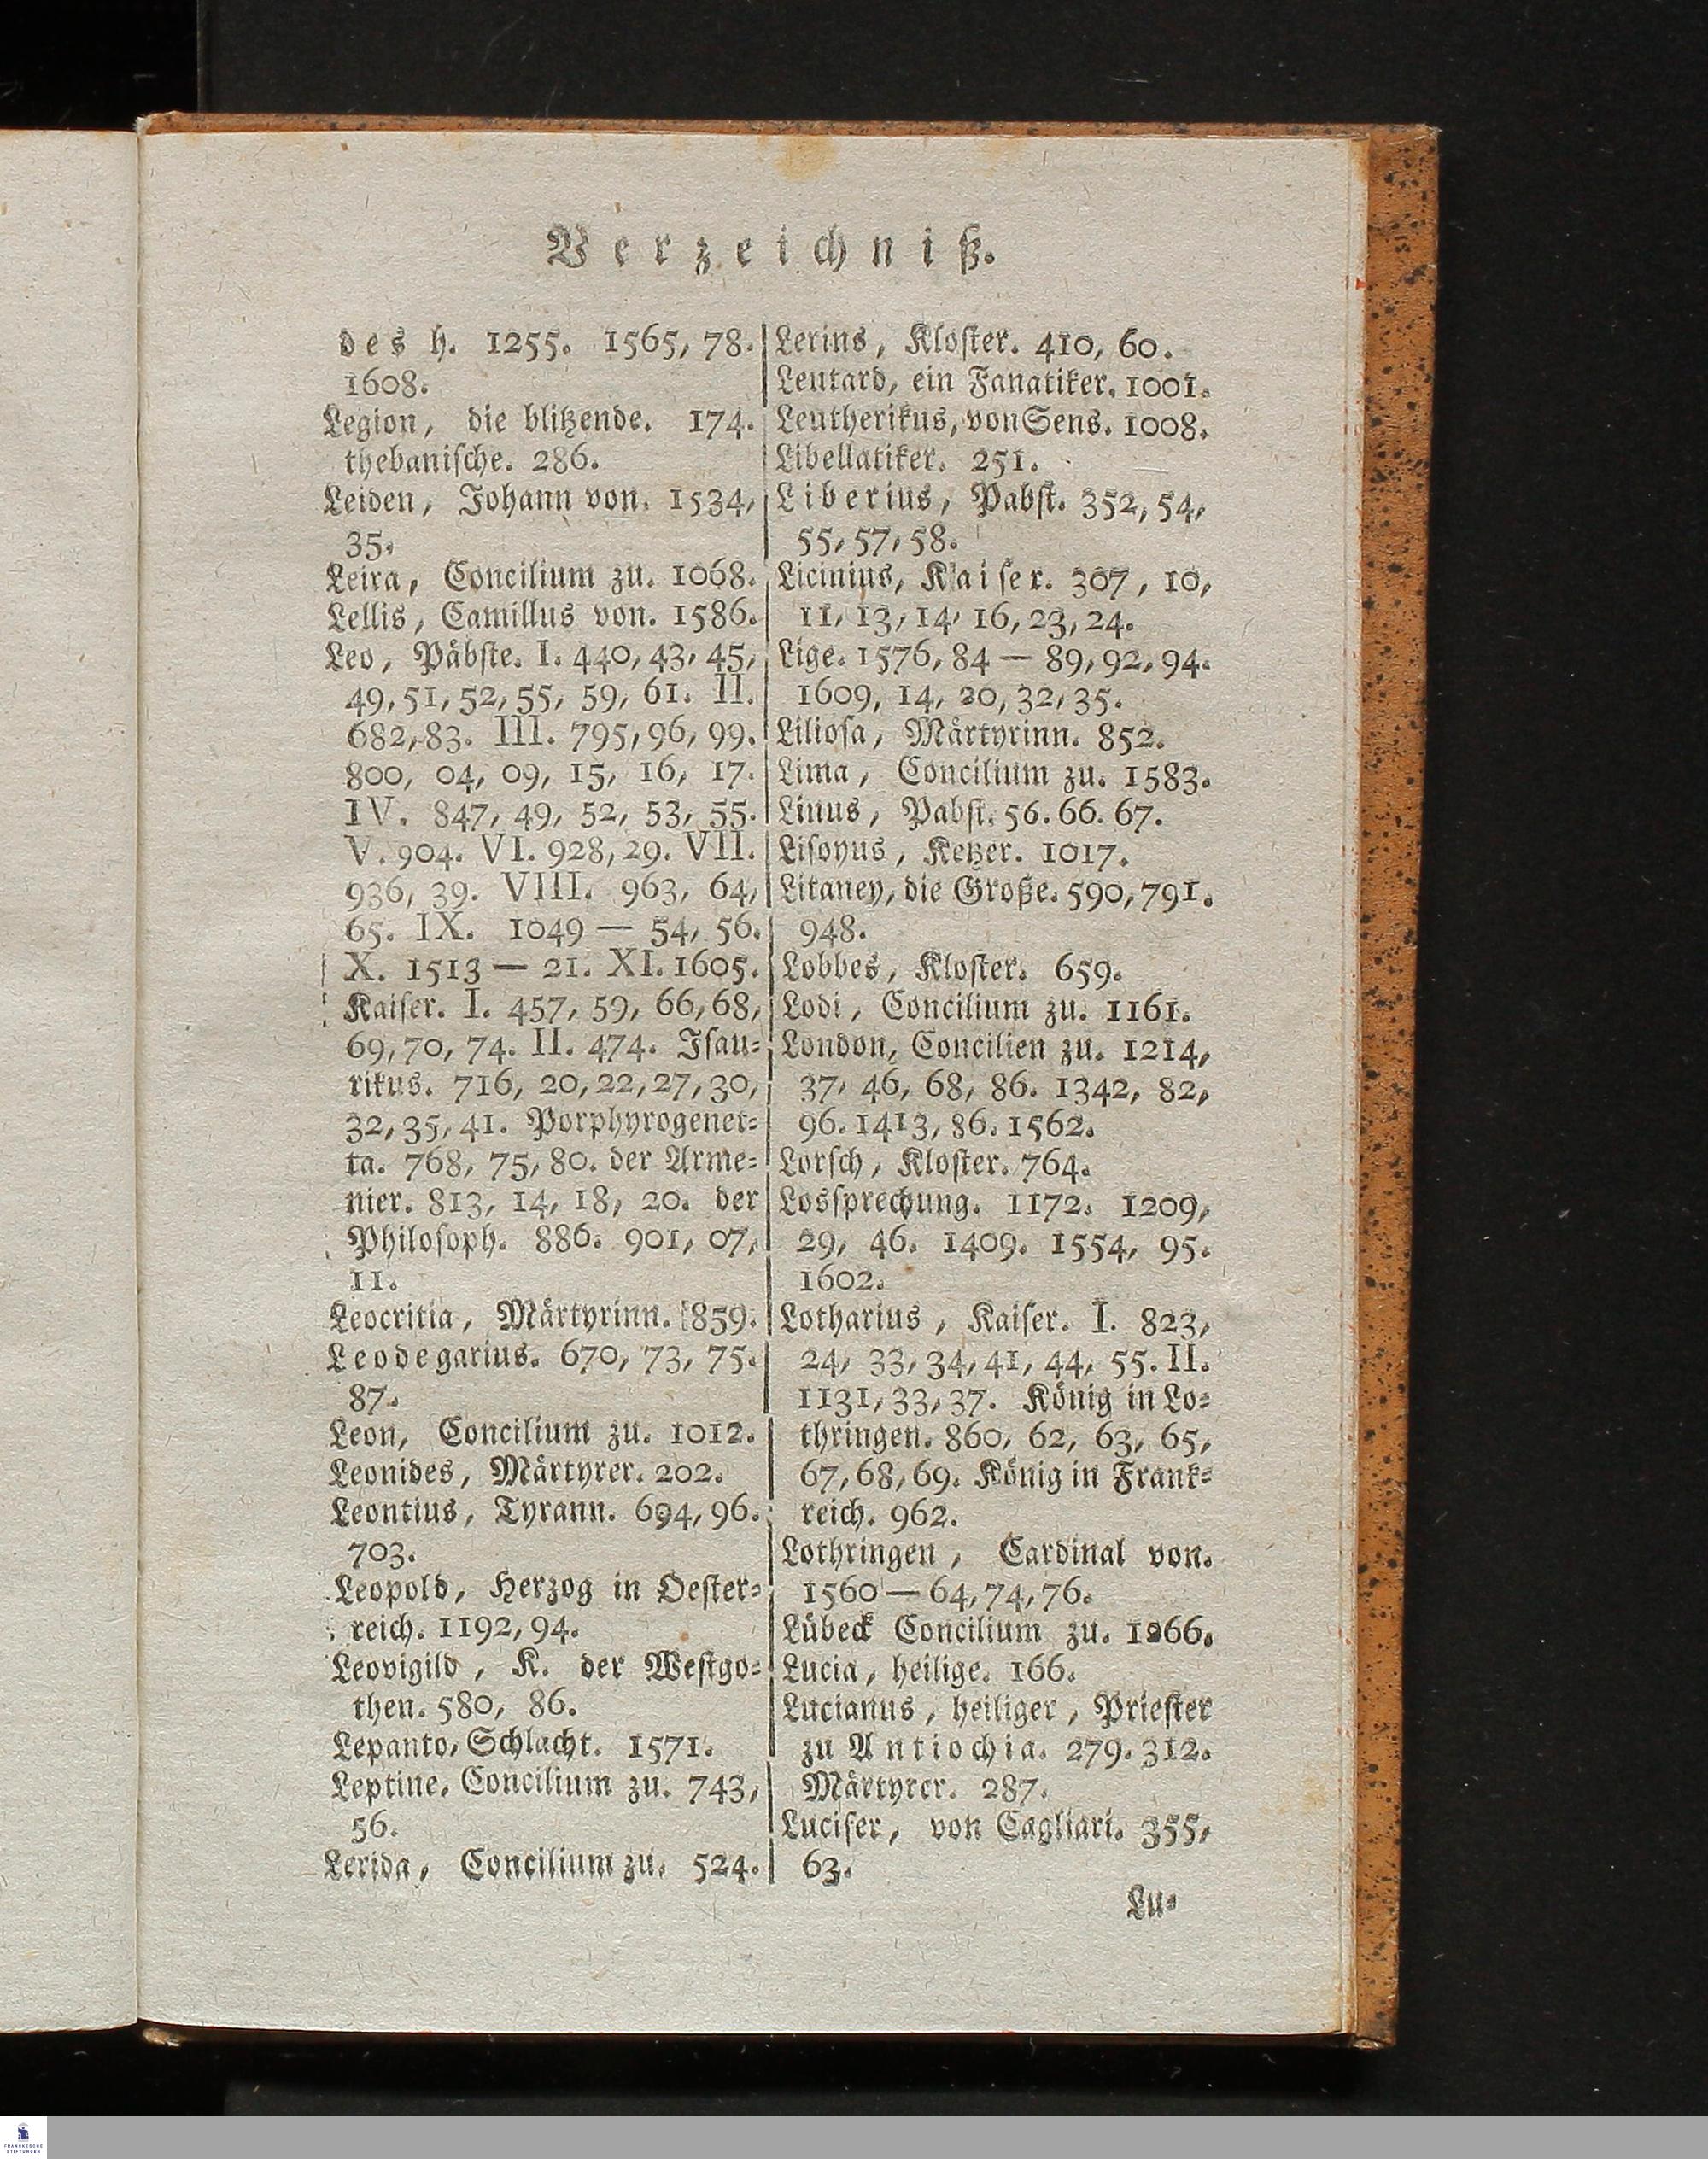 Verzeichniß.
des h. 1255. 1565, 78.
1608.
Legion, die blitzende. 174.
thebanische. 286.
Leiden, Johann von. 1534,
35.
Leira, Concilium zu. 1068.
Lellis, Camillus von. 1586.
Leo, Päbste. I. 440, 43, 45,
49, 51, 52, 55, 59, 61. II.
682, 83. III. 795, 96, 99.
800, 04, 09, 15, 16, 17.
IV. 847, 49, 52, 53, 55.
V. 904. VI. 928, 29. VII.
936, 39. VIII. 963, 64,
65. IX. 1049 — 54, 56.
X. 1513 — 21. XI. 1605.
Kaiser. I. 457, 59, 66, 68,
69, 70, 74. II. 474. Isau-
rikus. 716, 20, 22, 27, 30,
32, 35, 41. Porphyrogenet-
ta. 768, 75, 80. der Arme-
nier. 813, 14, 18, 20. der
Philosoph. 886. 901, 07,
11.
Leocritia, Märtyrinn. 859.
Leodegarius. 670, 73, 75.
87.
Leon, Concilium zu. 1012.
Leonides, Märtyrer. 202.
Leontius, Tyrann. 694, 96.
703.
Leopold, Herzog in Oester-
reich. 1192, 94.
Leovigild, K. der Westgo-
then. 580, 86.
Lepanto, Schlacht. 1571.
Leptine, Concilium zu. 743,
56.
Lerida, Concilium zu. 524.
Lerins, Kloster. 410, 60.
Leutard, ein Fanatiker. 1001.
Leutherikus, von Sens. 1008.
Libellatiker. 251.
Liberius, Pabst. 352, 54,
55, 57, 58.
Licinius, Kaiser. 307, 10,
11, 13, 14, 16, 23, 24.
Lige. 1576, 84 — 89, 92, 94.
1609, 14, 20, 32, 35.
Liliosa, Märtyrinn. 852.
Lima, Concilium zu. 1583.
Linus, Pabst. 56. 66. 67.
Lisoyus, Ketzer. 1017.
Litaney, die Große. 590, 791.
948.
Lobbes, Kloster. 659.
Lodi, Concilium zu. 1161.
London, Concilien zu. 1214,
37, 46, 68, 86. 1342, 82,
96. 1413, 86. 1562.
Lorsch, Kloster. 764.
Lossprechung. 1172. 1209,
29, 46. 1409. 1554, 95.
1602.
Lotharius, Kaiser. I. 823,
24, 33, 34, 41, 44, 55. II.
1131, 33, 37. König in Lo-
thringen. 860, 62, 63, 65,
67, 68, 69. König in Frank-
reich. 962.
Lothringen, Cardinal von.
1560 — 64, 74, 76.
Lübeck Concilium zu. 1266.
Lucia, heilige. 166.
Lucianus, heiliger, Priester
zu Antiochia. 279. 312.
Märtyrer. 287.
Lucifer, von Cagliari. 355,
63.
Lu-
FRANCKESCHE
STIFTUNGEN